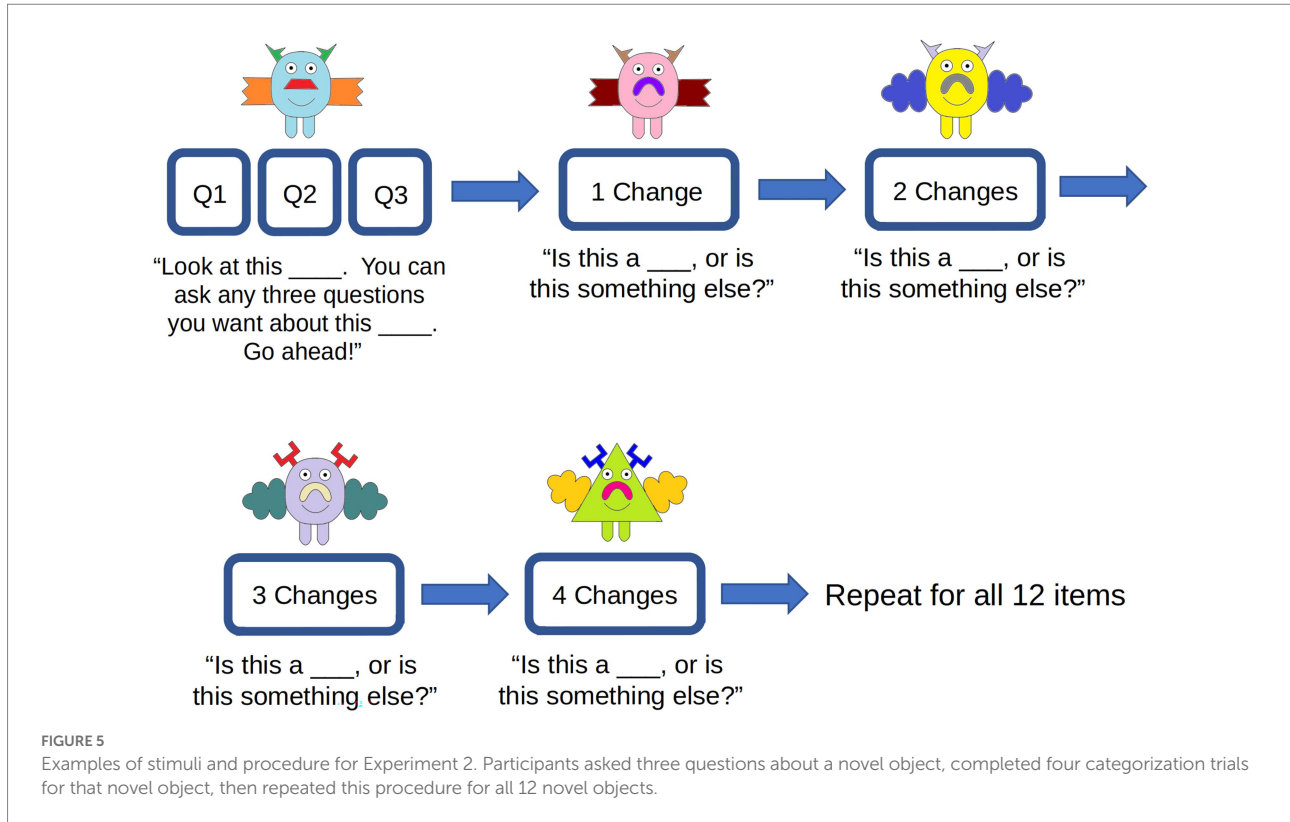 Q1 Q2 Q3
1 Change
2 Changes
“Look at this ____. You can
ask any three questions
you want about this ____.
Go ahead!”
“Is this a ___, or is
this something else?”
“Is this a ___, or is
this something else?”
3 Changes
4 Changes
Repeat for all 12 items
“Is this a ___, or is
this something else?”
“Is this a ___, or is
this something else?”
FIGURE 5
Examples of stimuli and procedure for Experiment 2. Participants asked three questions about a novel object, completed four categorization trials
for that novel object, then repeated this procedure for all 12 novel objects.